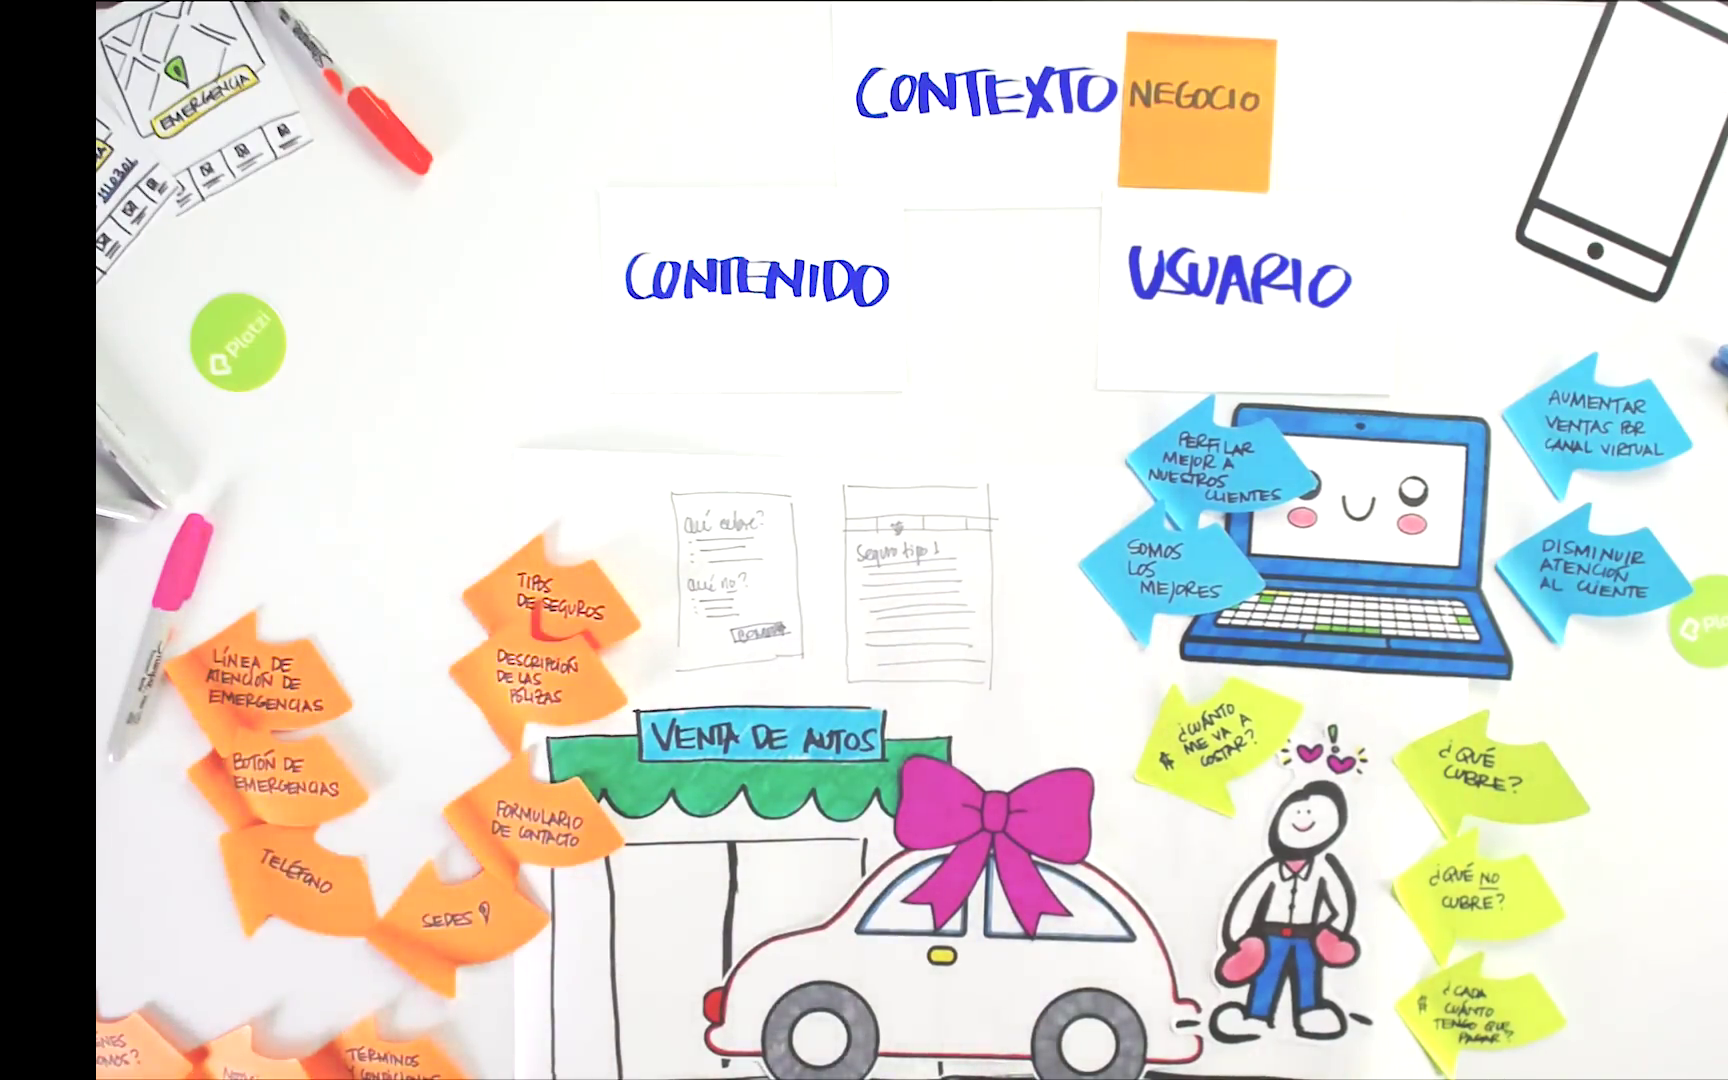 EMERGENCIA
CONTEXTO
NEGOCIO
CONTENIDO
USUARIO
Platzi
PERFILAR
MEJOR A
NUESTROS
CLIENTES
SOMOS
LOS
MEJORES
AUMENTAR
VENTAS POR
CANAL VIRTUAL
DISMINUIR
ATENCIÓN
AL CLIENTE
qué cubre?
qué no?
Seguro tipo 1
TIPOS
DE SEGUROS
DESCRIPCIÓN
DE LAS
PÓLIZAS
FORMULARIO
DE CONTACTO
SEDES
LÍNEA DE
ATENCIÓN DE
EMERGENCIAS
BOTÓN DE
EMERGENCIAS
TELÉFONO
VENTA DE AUTOS
¿CUÁNTO
ME VA A
$ COSTAR?
¿QUÉ
CUBRE?
¿QUÉ NO
CUBRE?
¿CADA
CUÁNTO
TENGO QUE
PAGAR?
TÉRMINOS
Y CONDICIONES